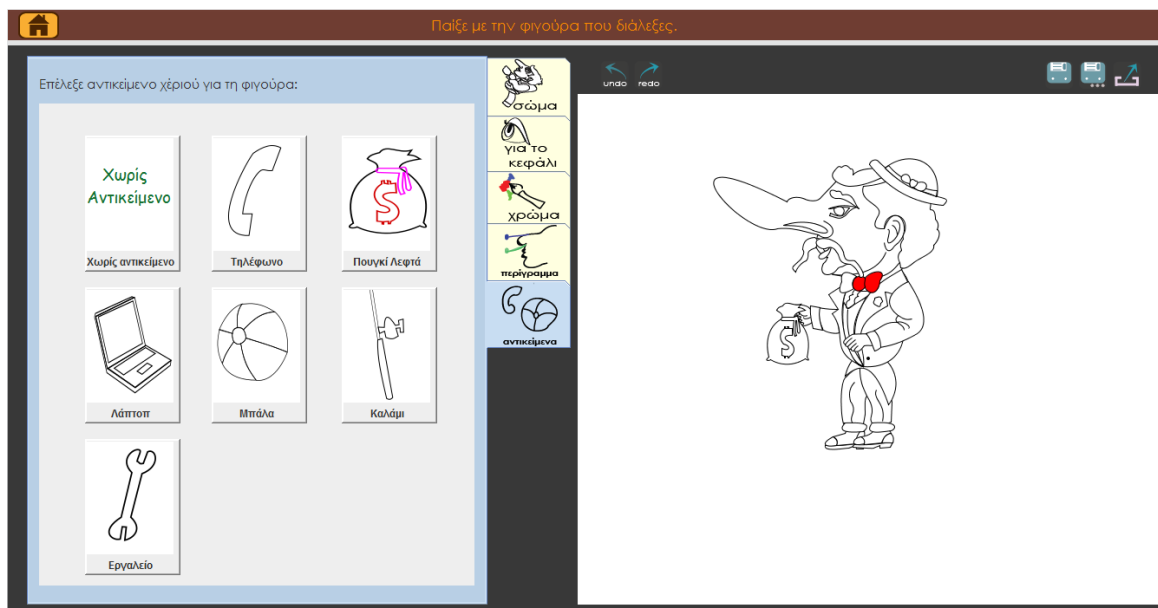 Παίξε με την φιγούρα που διάλεξες.
Επέλεξε αντικείμενο χέριού για τη φιγούρα:
Χωρίς
Αντικείμενο
Χωρίς αντικείμενο
Τηλέφωνο
$
Πουγκί Λεφτά
Λάπτοπ
Μπάλα
Καλάμι
Εργαλείο
σώμα
για το
κεφάλι
χρώμα
περίγραμμα
αντικείμενα
undo redo
$